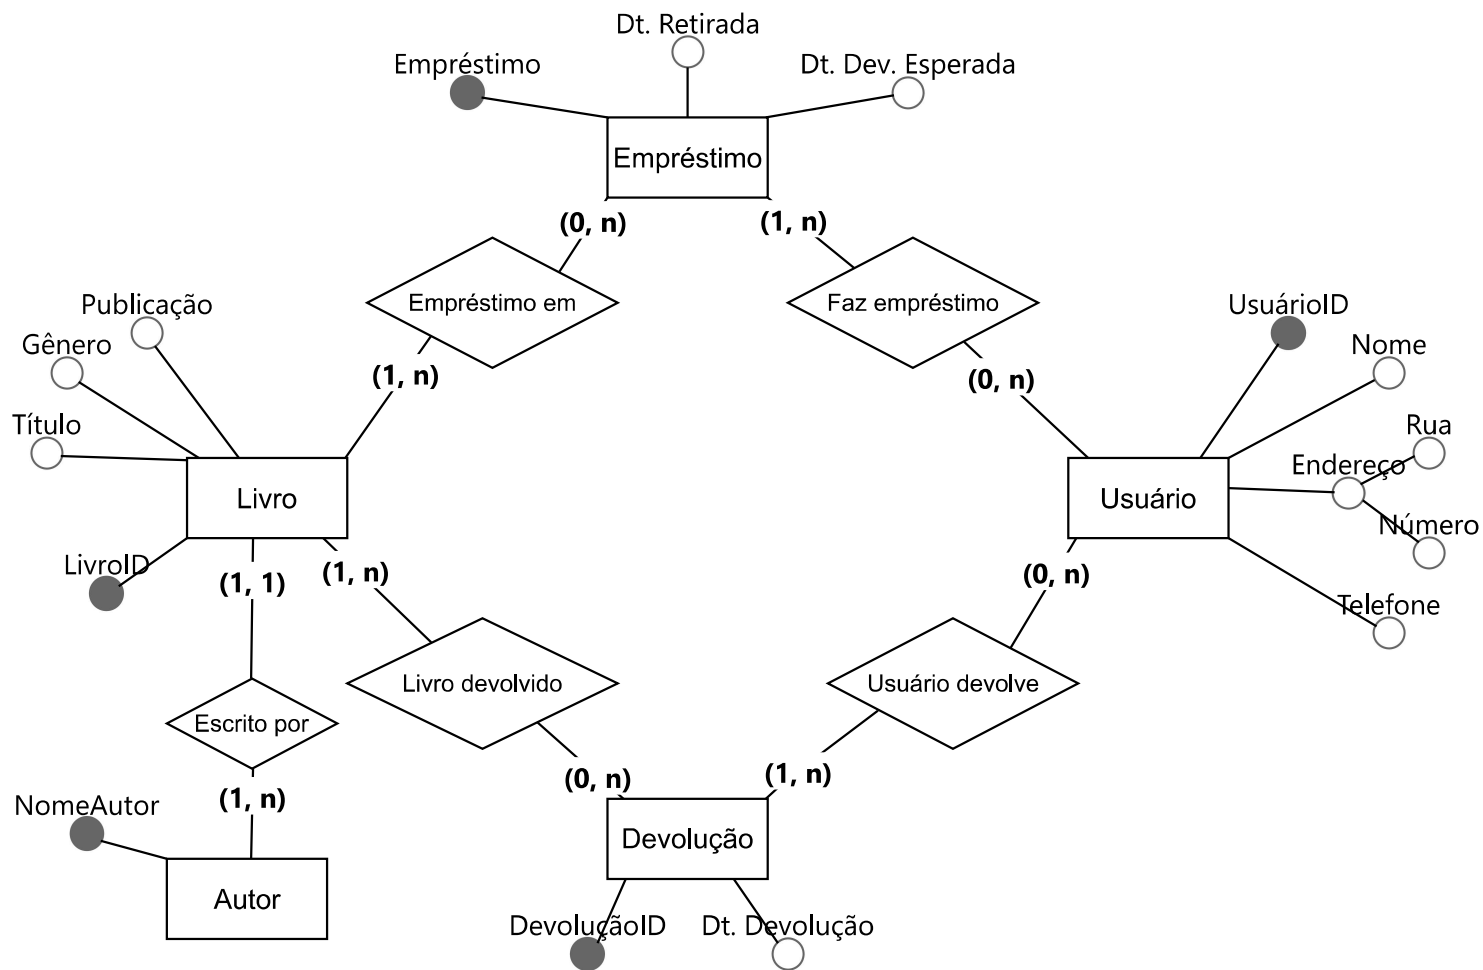 Dt. Retirada
Empréstimo
Dt. Dev. Esperada
Empréstimo
(0, n)
(1, n)
Empréstimo em
Faz empréstimo
Publicação
UsuárioID
Gênero
Nome
(1, n)
(0, n)
Título
Rua
Endereço
Livro
Usuário
Número
LivroID
(1, 1)
(1, n)
(0, n)
Telefone
Livro devolvido
Usuário devolve
Escrito por
(0, n)
(1, n)
(1, n)
NomeAutor
Devolução
Autor
DevoluçãoID
Dt. Devolução